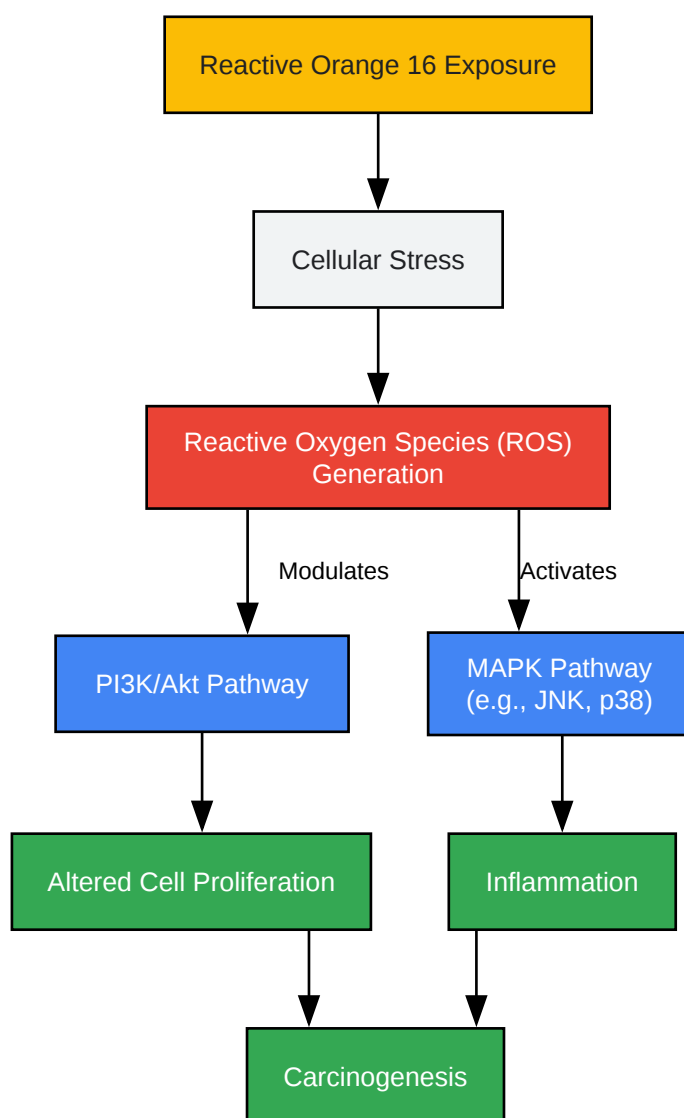 Reactive Orange 16 Exposure
Cellular Stress
Reactive Oxygen Species (ROS)
Generation
Modulates
Activates
PI3K/Akt Pathway
MAPK Pathway
(e.g., JNK, p38)
Altered Cell Proliferation
Inflammation
Carcinogenesis